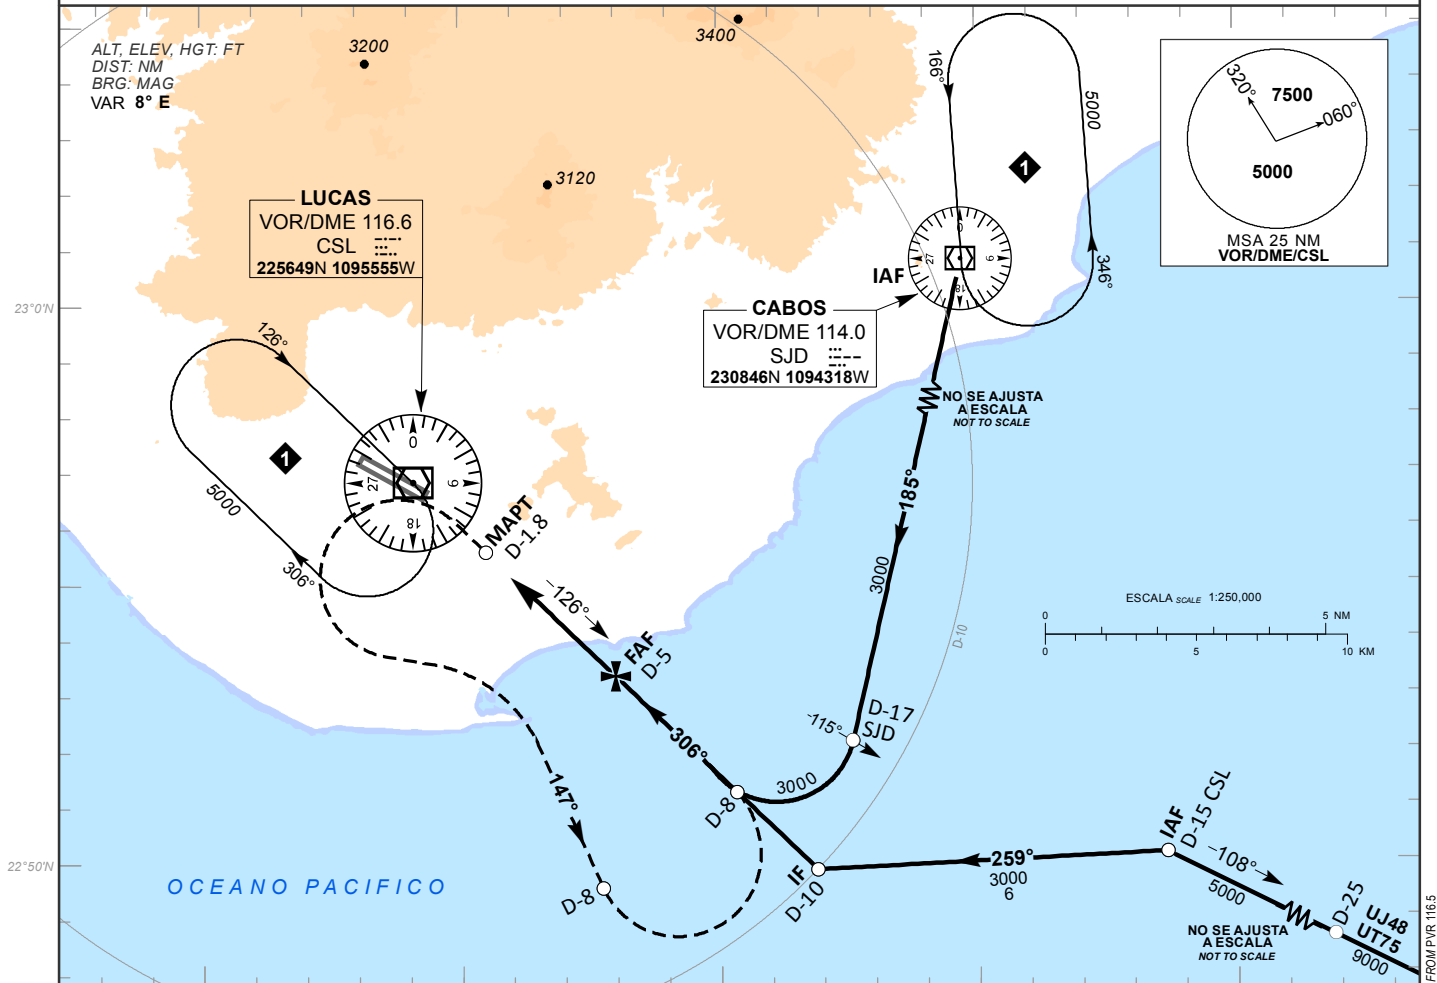 ALT, ELEV, HGT: FT
DIST: NM
BRG: MAG
VAR 8° E
3200
3400
3120
LUCAS
VOR/DME 116.6
CSL
225649N 1095555W
IAF
CABOS
VOR/DME 114.0
SJD
230846N 1094318W
166°
5000
346°
1
0
9
18
27
320°
7500
060°
5000
MSA 25 NM
VOR/DME/CSL
23°0'N
126°
1
5000
306°
0
9
18
27
NO SE AJUSTA
A ESCALA
NOT TO SCALE
185°
3000
MAPT
D-1.8
126°
FAF
D-5
306°
D-10
ESCALA SCALE 1:250,000
0 5 NM
0 5 10 KM
D-17
SJD
115°
3000
D-8
147°
D-8
IF
D-10
259°
3000
6
IAF
D-15 CSL
108°
5000
D-25
UJ48
UT75
9000
NO SE AJUSTA
A ESCALA
NOT TO SCALE
FROM PVR 116.5
22°50'N
OCEANO PACIFICO